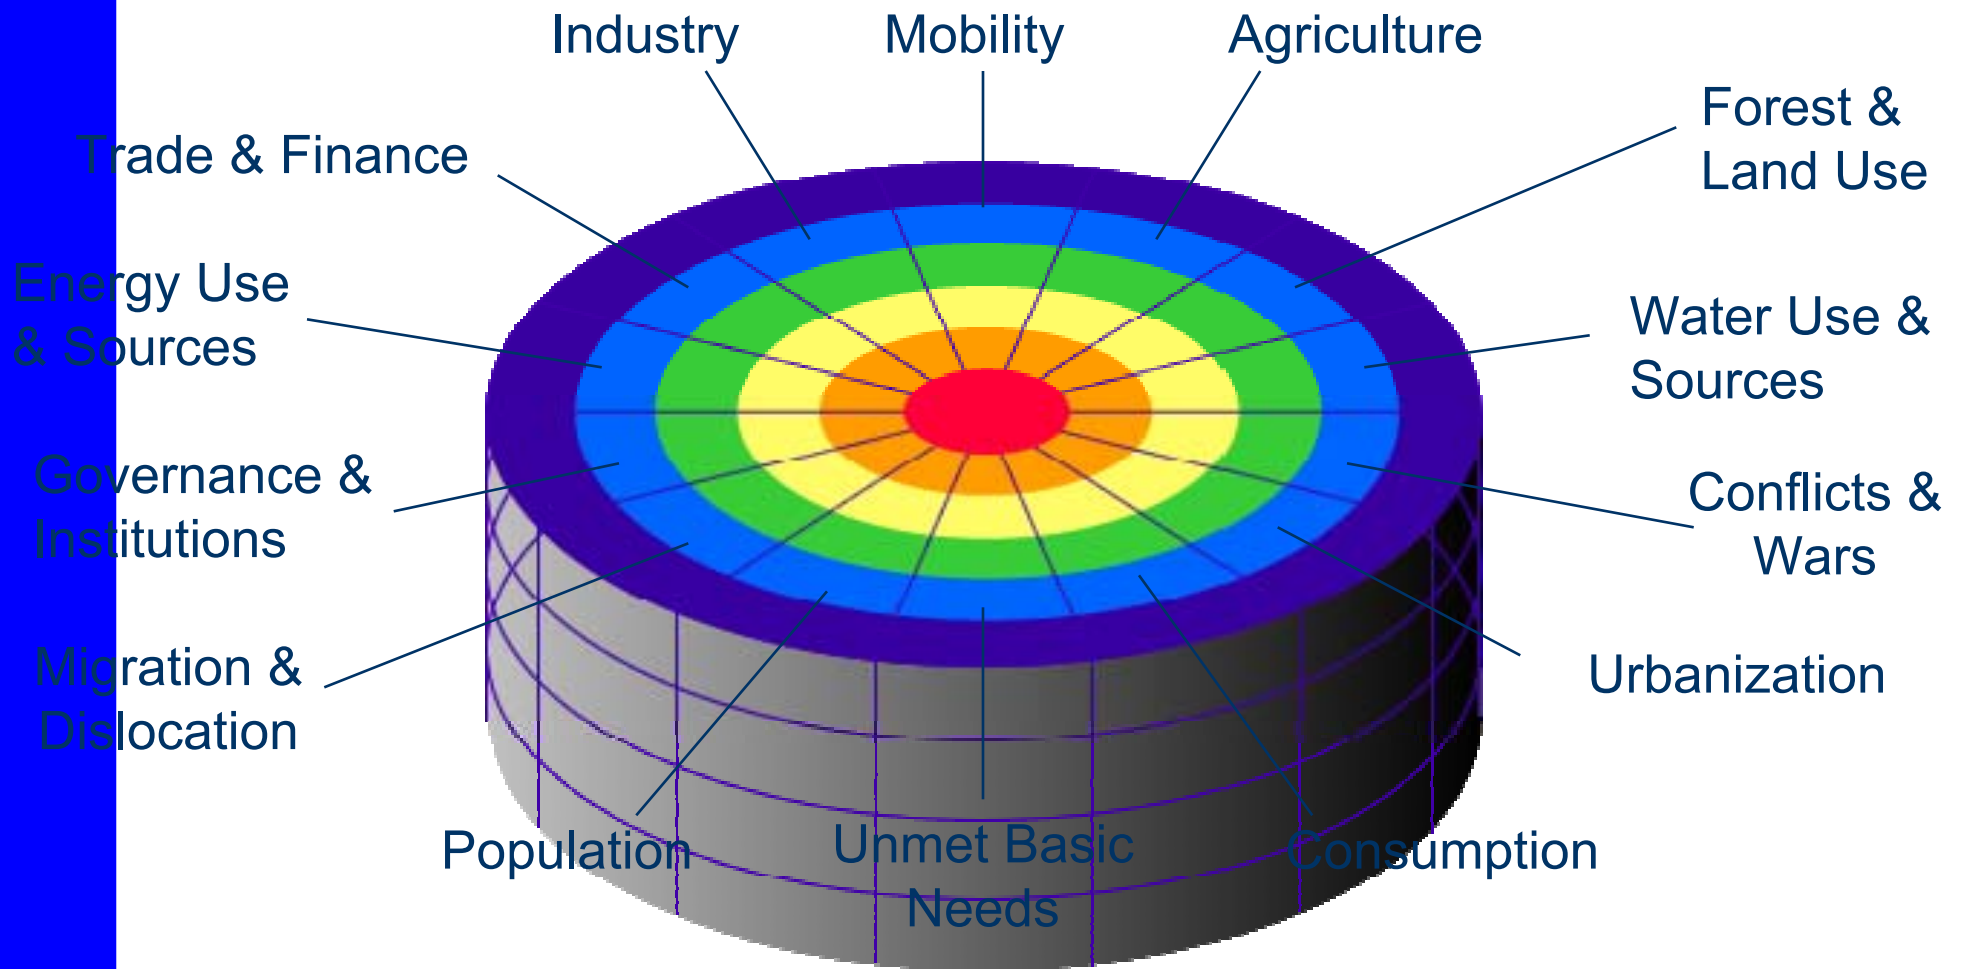 Industry
Mobility
Agriculture
Forest &
Land Use
Trade & Finance
Energy Use
& Sources
Water Use &
Sources
Governance &
Institutions
Conflicts &
Wars
Migration &
Dislocation
Urbanization
Population
Unmet Basic
Needs
Consumption